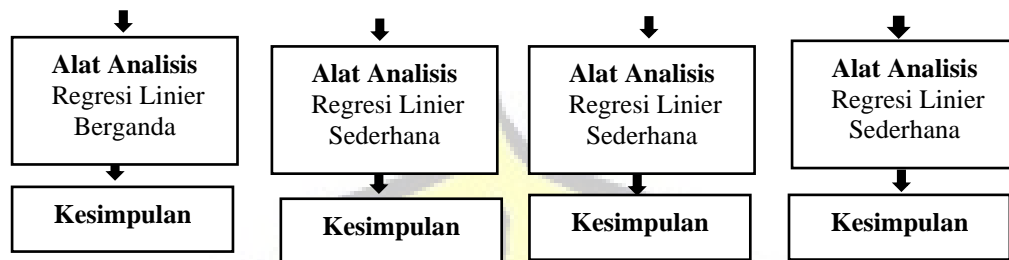 Alat Analisis
Regresi Linier
Berganda
Kesimpulan
Alat Analisis
Regresi Linier
Sederhana
Kesimpulan
Alat Analisis
Regresi Linier
Sederhana
Kesimpulan
Alat Analisis
Regresi Linier
Sederhana
Kesimpulan